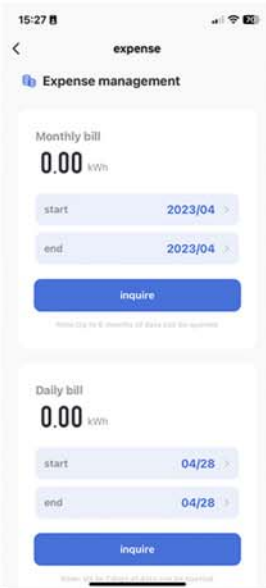 15:27
expense
Expense management
Monthly bill
0.00 kWh
start 2023/04
end 2023/04
inquire
Daily bill
0.00 kWh
start 04/28
end 04/28
inquire